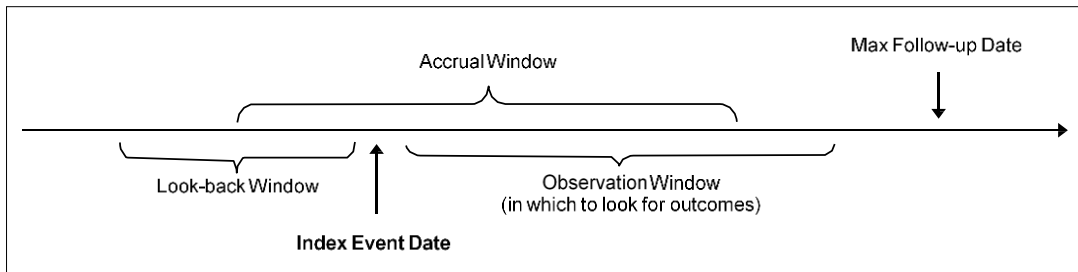 Max Follow-up Date
Accrual Window
Look-back Window
Observation Window
(in which to look for outcomes)
Index Event Date